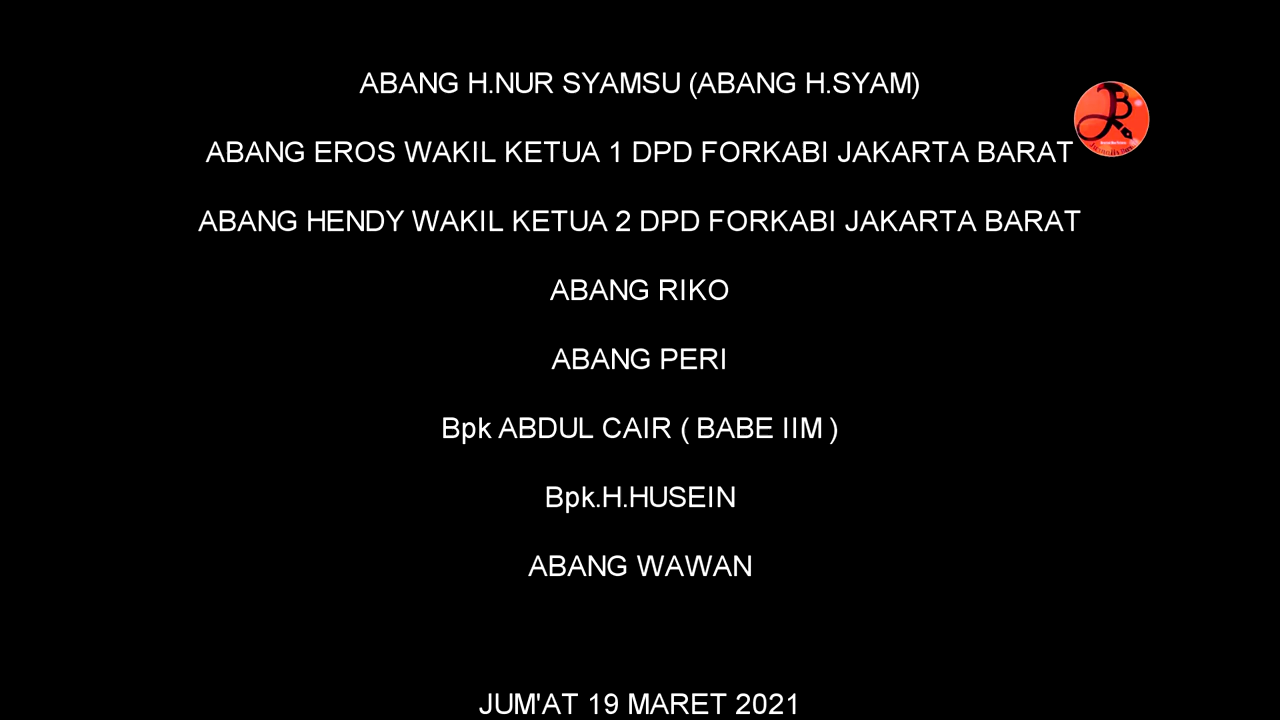 ABANG H.NUR SYAMSU (ABANG H.SYAM)
ABANG EROS WAKIL KETUA 1 DPD FORKABI JAKARTA BARAT
ABANG HENDY WAKIL KETUA 2 DPD FORKABI JAKARTA BARAT
ABANG RIKO
ABANG PERI
Bpk ABDUL CAIR ( BABE IIM )
Bpk.H.HUSEIN
ABANG WAWAN
JUM'AT 19 MARET 2021